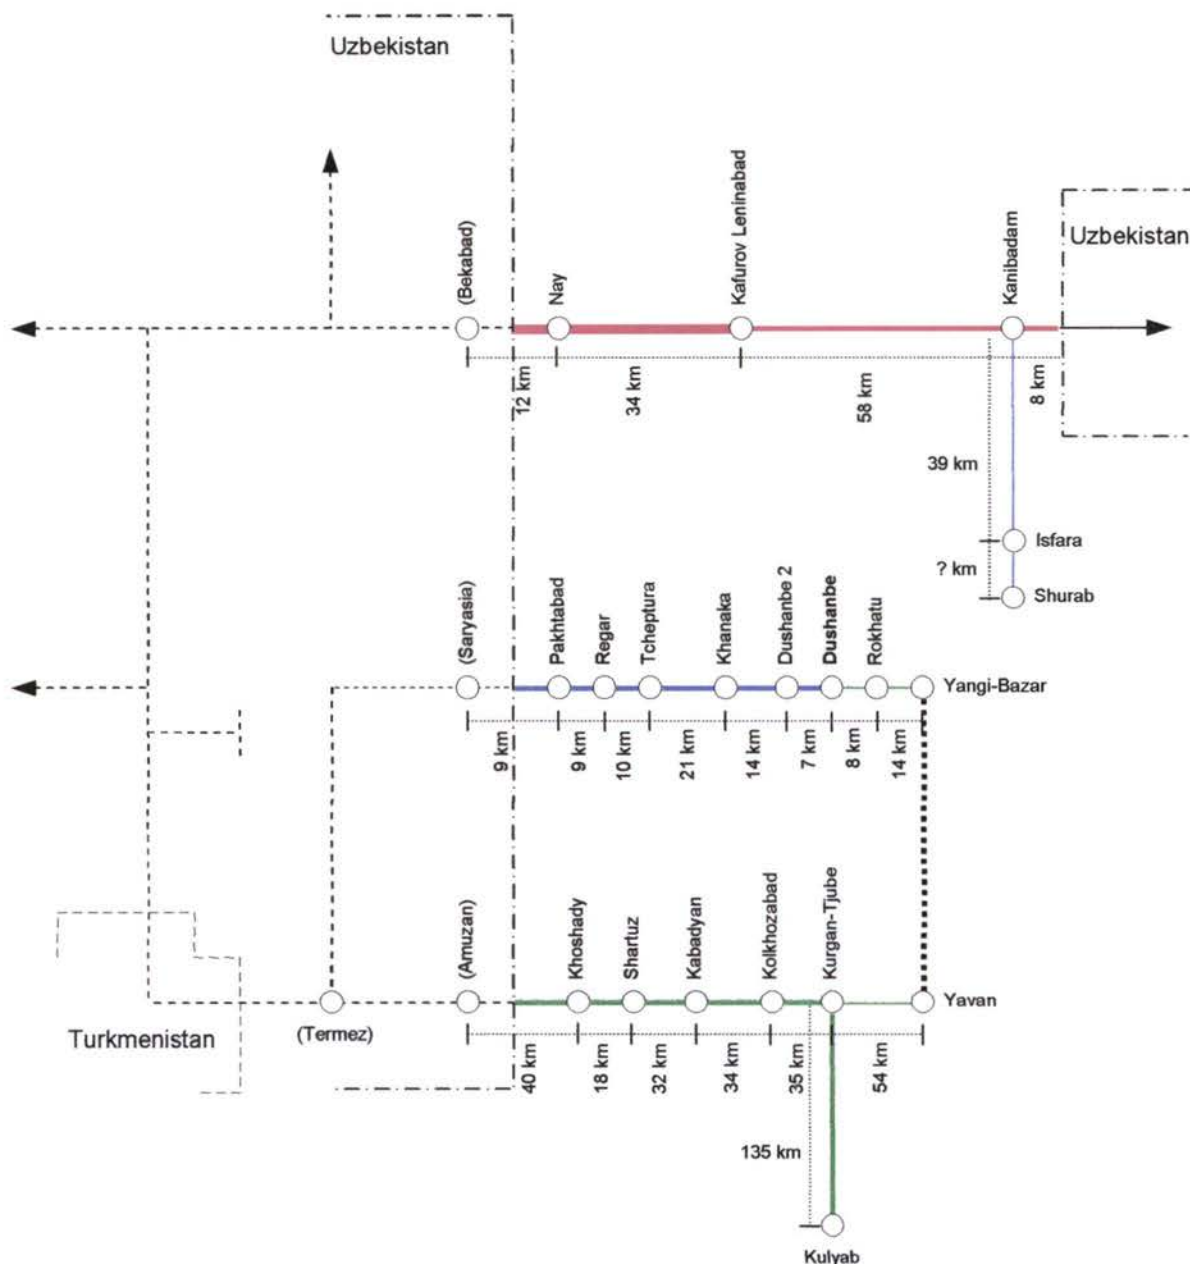 Uzbekistan
Uzbekistan
(Bekabad)
Nay
Kafurov Leninabad
Kanibadam
12 km
34 km
58 km
8 km
39 km
Isfara
? km
Shurab
(Saryasia)
Pakhtabad
Regar
Tcheptura
Khanaka
Dushanbe 2
Dushanbe
Rokhatu
Yangi-Bazar
9 km
9 km
10 km
21 km
14 km
7 km
8 km
14 km
(Amuzan)
Khoshady
Shartuz
Kabadyan
Kolkhozabad
Kurgan-Tjube
Yavan
Turkmenistan
(Termez)
40 km
18 km
32 km
34 km
35 km
54 km
135 km
Kulyab